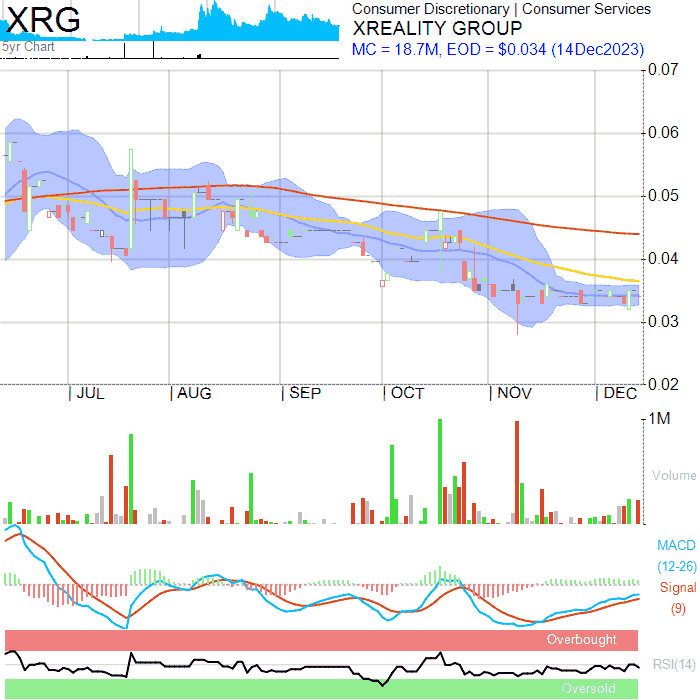 XRG
Consumer Discretionary | Consumer Services
XREALITY GROUP
MC = 18.7M, EOD = $0.034 (14Dec2023)
5yr Chart
0.07
0.06
0.05
0.04
0.03
0.02
JUL
AUG
SEP
OCT
NOV
DEC
1M
Volume
MACD
(12-26)
Signal
(9)
Overbought
RSI(14)
Oversold